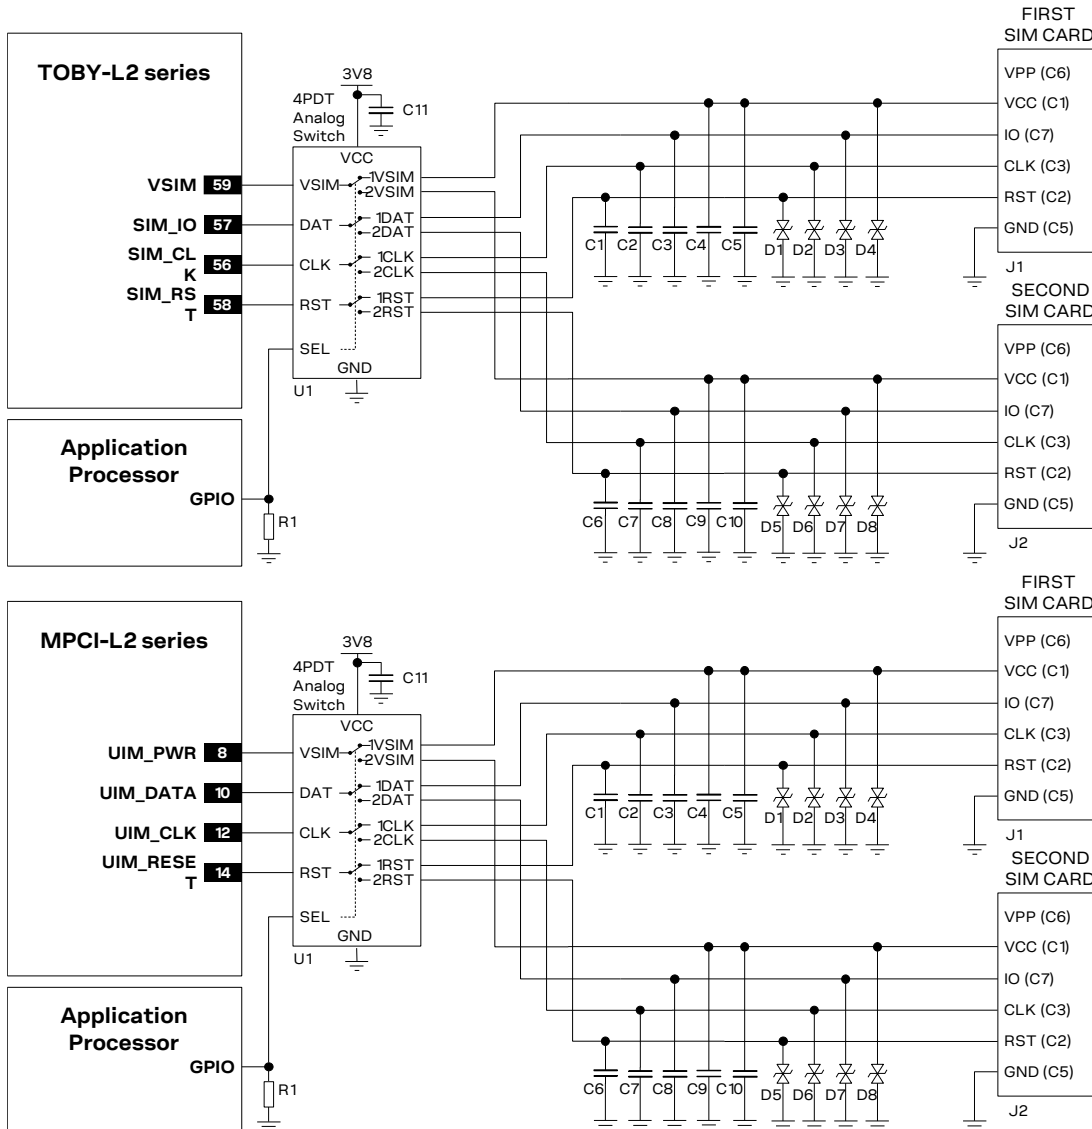 FIRST
SIM CARD
TOBY-L2 series
3V8
4PDT
Analog
Switch
C11
VCC
VPP (C6)
VCC (C1)
IO (C7)
CLK (C3)
RST (C2)
GND (C5)
J1
VSIM 59
VSIM
1VSIM
2VSIM
SIM_IO 57
DAT
1DAT
2DAT
SIM_CL
K
56
CLK
1CLK
2CLK
SIM_RS
T
58
RST
1RST
2RST
SEL
GND
U1
C1 C2 C3 C4 C5 D1 D2 D3 D4
SECOND
SIM CARD
VPP (C6)
VCC (C1)
IO (C7)
CLK (C3)
RST (C2)
GND (C5)
J2
C6 C7 C8 C9 C10 D5 D6 D7 D8
Application
Processor
GPIO
R1
FIRST
SIM CARD
MPCI-L2 series
3V8
4PDT
Analog
Switch
C11
VCC
VPP (C6)
VCC (C1)
IO (C7)
CLK (C3)
RST (C2)
GND (C5)
J1
UIM_PWR 8
VSIM
1VSIM
2VSIM
UIM_DATA 10
DAT
1DAT
2DAT
UIM_CLK 12
CLK
1CLK
2CLK
UIM_RESE
T
14
RST
1RST
2RST
SEL
GND
U1
C1 C2 C3 C4 C5 D1 D2 D3 D4
SECOND
SIM CARD
VPP (C6)
VCC (C1)
IO (C7)
CLK (C3)
RST (C2)
GND (C5)
J2
C6 C7 C8 C9 C10 D5 D6 D7 D8
Application
Processor
GPIO
R1